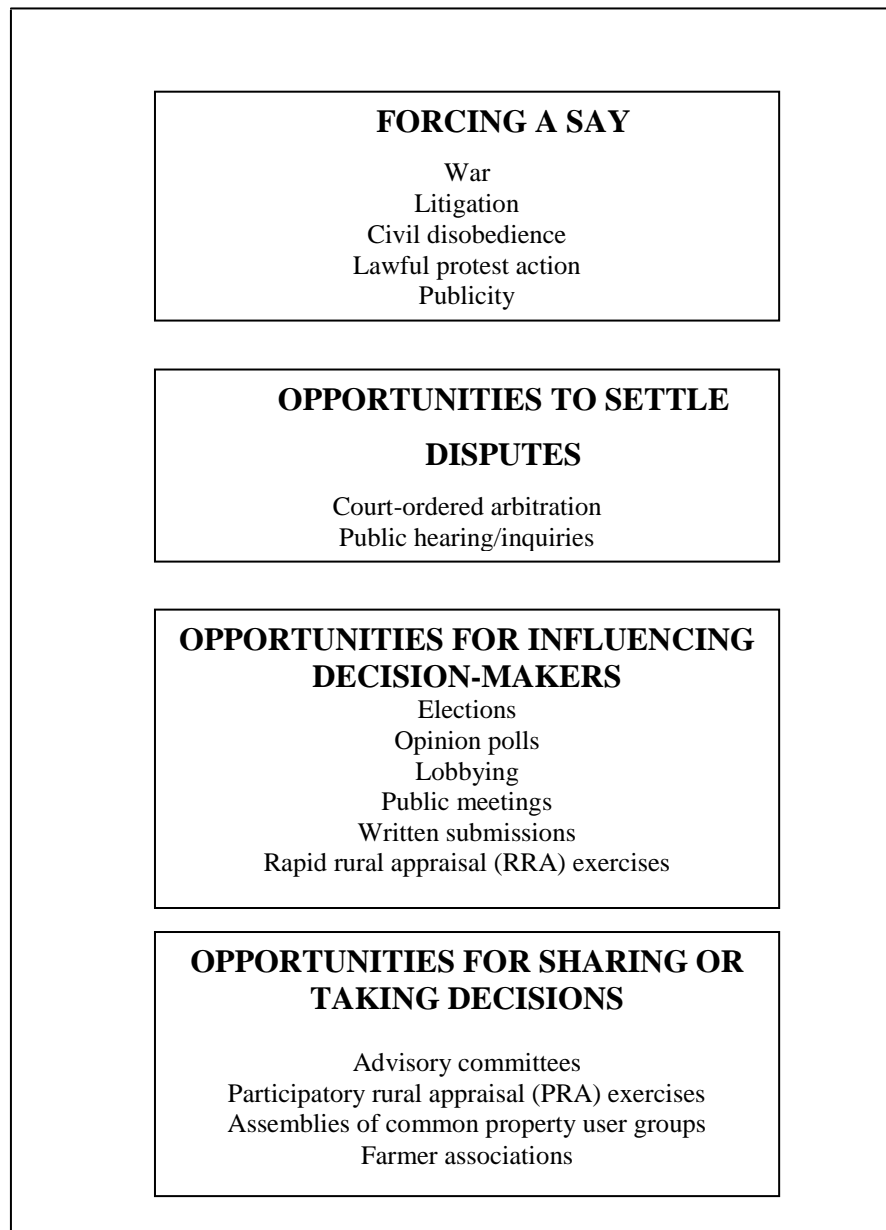 FORCING A SAY
War
Litigation
Civil disobedience
Lawful protest action
Publicity
OPPORTUNITIES TO SETTLE
DISPUTES
Court-ordered arbitration
Public hearing/inquiries
OPPORTUNITIES FOR INFLUENCING
DECISION-MAKERS
Elections
Opinion polls
Lobbying
Public meetings
Written submissions
Rapid rural appraisal (RRA) exercises
OPPORTUNITIES FOR SHARING OR
TAKING DECISIONS
Advisory committees
Participatory rural appraisal (PRA) exercises
Assemblies of common property user groups
Farmer associations